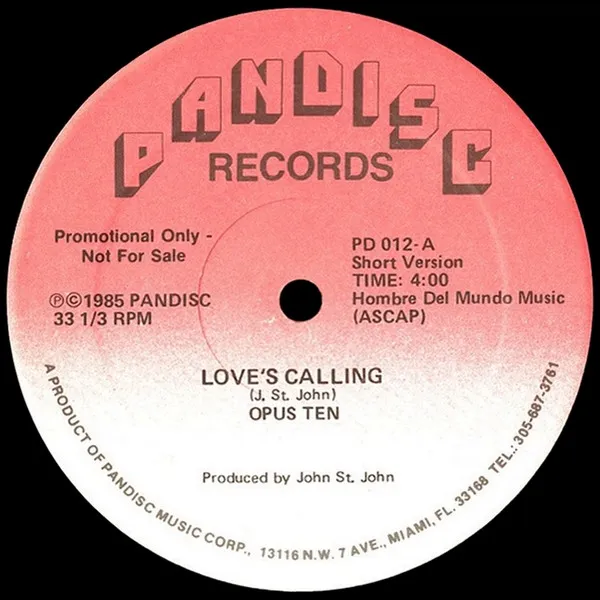 PANDISC
RECORDS
Promotional Only -
Not For Sale
℗©1985 PANDISC
33 1/3 RPM
PD 012-A
Short Version
TIME: 4:00
Hombre Del Mundo Music
(ASCAP)
LOVE'S CALLING
(J. St. John)
OPUS TEN
Produced by John St. John
A PRODUCT OF PANDISC MUSIC CORP., 13116 N.W. 7 AVE., MIAMI, FL. 33168 TEL.: 305-687-3761